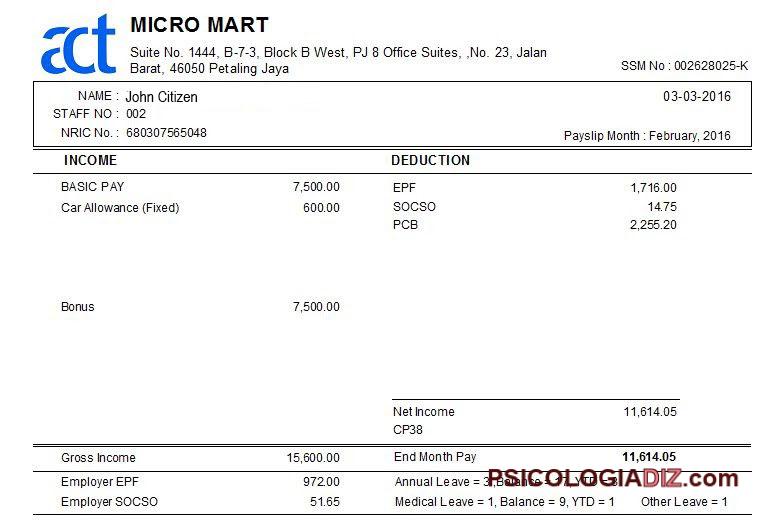 act
MICRO MART
Suite No. 1444, B-7-3, Block B West, PJ 8 Office Suites, ,No. 23, Jalan
Barat, 46050 Petaling Jaya
SSM No : 002628025-K
NAME : John Citizen 03-03-2016
STAFF NO : 002
NRIC No. : 680307565048 Payslip Month : February, 2016
INCOME DEDUCTION
BASIC PAY 7,500.00 EPF 1,716.00
Car Allowance (Fixed) 600.00 SOCSO 14.75
PCB 2,255.20
Bonus 7,500.00
Net Income 11,614.05
CP38
Gross Income 15,600.00 End Month Pay 11,614.05
Employer EPF 972.00 Annual Leave = 3, Balance = 17, YTD = 3
Employer SOCSO 51.65 Medical Leave = 1, Balance = 9, YTD = 1 Other Leave = 1
PSICOLOGIADIZ.com